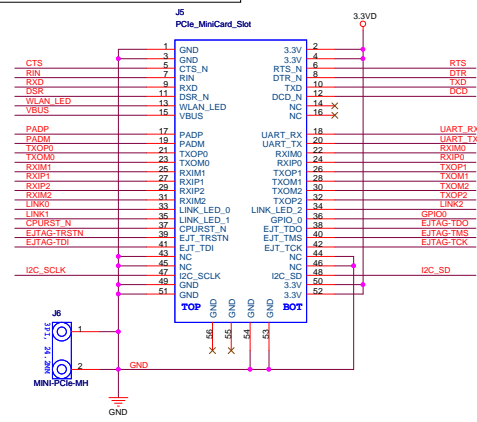 J5
PCIe_MiniCard_Slot
3.3VD
1 GND 3.3V 2
3 GND 3.3V 4
CTS 5 CTS_N RTS_N 6 RTS
RIN 7 RIN DTR_N 8 DTR
RXD 9 RXD TXD 10 TXD
DSR 11 DSR_N DCD_N 12 DCD
WLAN_LED 13 WLAN_LED NC 14
VBUS 15 VBUS NC 16
PADP 17 PADP UART_RX 18 UART_RX
PADM 19 PADM UART_TX 20 UART_TX
TXOP0 21 TXOP0 RXIM0 22 RXIM0
TXOM0 23 TXOM0 RXIP0 24 RXIP0
RXIM1 25 RXIM1 TXOP1 26 TXOP1
RXIP1 27 RXIP1 TXOM1 28 TXOM1
RXIP2 29 RXIP2 TXOM2 30 TXOM2
RXIM2 31 RXIM2 TXOP2 32 TXOP2
LINK0 33 LINK_LED_0 LINK_LED_2 34 LINK2
LINK1 35 LINK_LED_1 GPIO_0 36 GPIO0
CPURST_N 37 CPURST_N EJT_TDO 38 EJTAG-TDO
EJTAG-TRSTN 39 EJT_TRSTN EJT_TMS 40 EJTAG-TMS
EJTAG-TDI 41 EJT_TDI EJT_TCK 42 EJTAG-TCK
43 NC NC 44
45 NC NC 46
I2C_SCLK 47 I2C_SCLK I2C_SD 48 I2C_SD
49 GND 3.3V 50
51 GND 3.3V 52
TOP GND GND GND GND BOT
56 55 54 53
J6
1
2 GND
MINI-PCIe-MH
GND